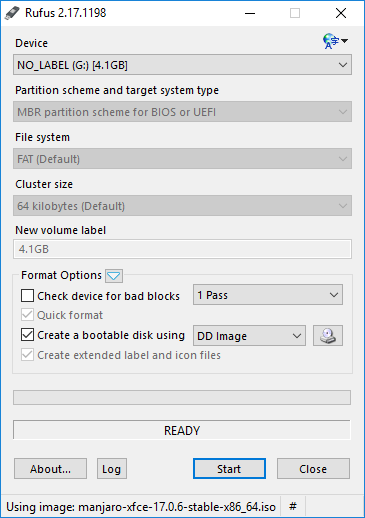 Rufus 2.17.1198
Device
NO_LABEL (G:) [4.1GB]
Partition scheme and target system type
MBR partition scheme for BIOS or UEFI
File system
FAT (Default)
Cluster size
64 kilobytes (Default)
New volume label
4.1GB
Format Options
Check device for bad blocks 1 Pass
Quick format
Create a bootable disk using DD Image
Create extended label and icon files
READY
About... Log Start Close
Using image: manjaro-xfce-17.0.6-stable-x86_64.iso #